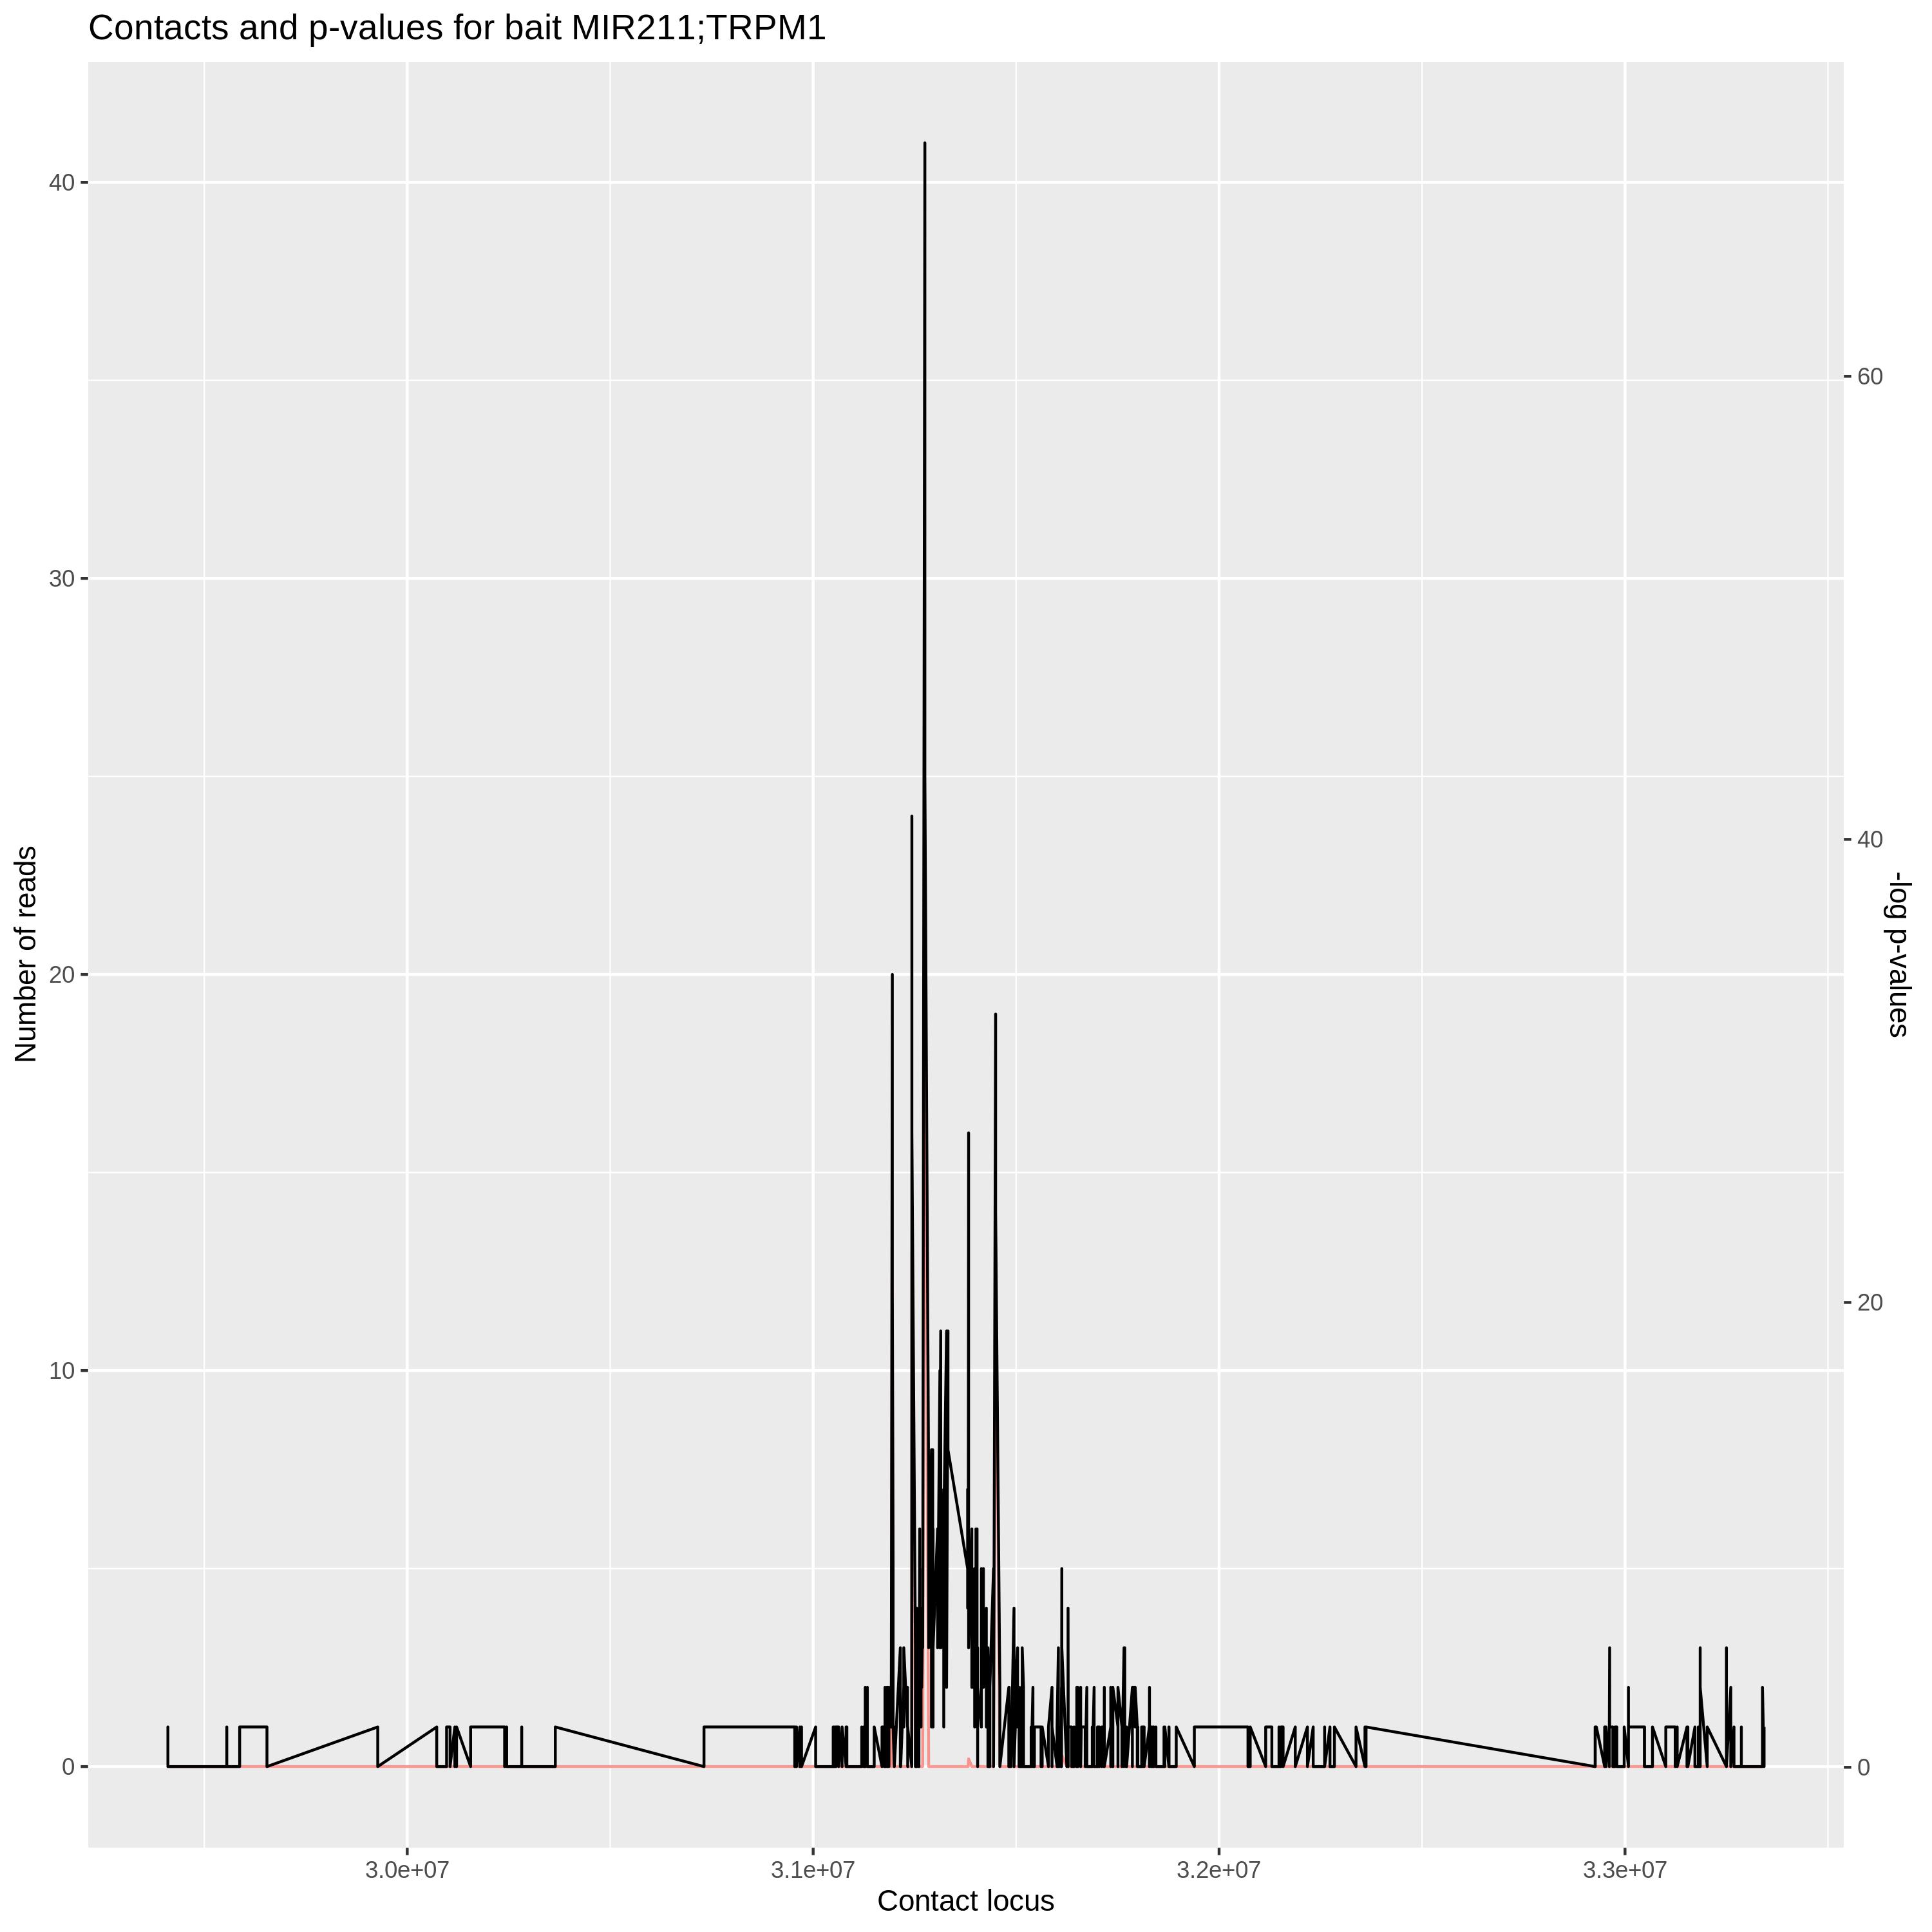 Contacts and p-values for bait MIR211;TRPM1
40
30
20
10
0
Number of reads
60
40
20
0
-log p-values
3.0e+07 3.1e+07 3.2e+07 3.3e+07
Contact locus